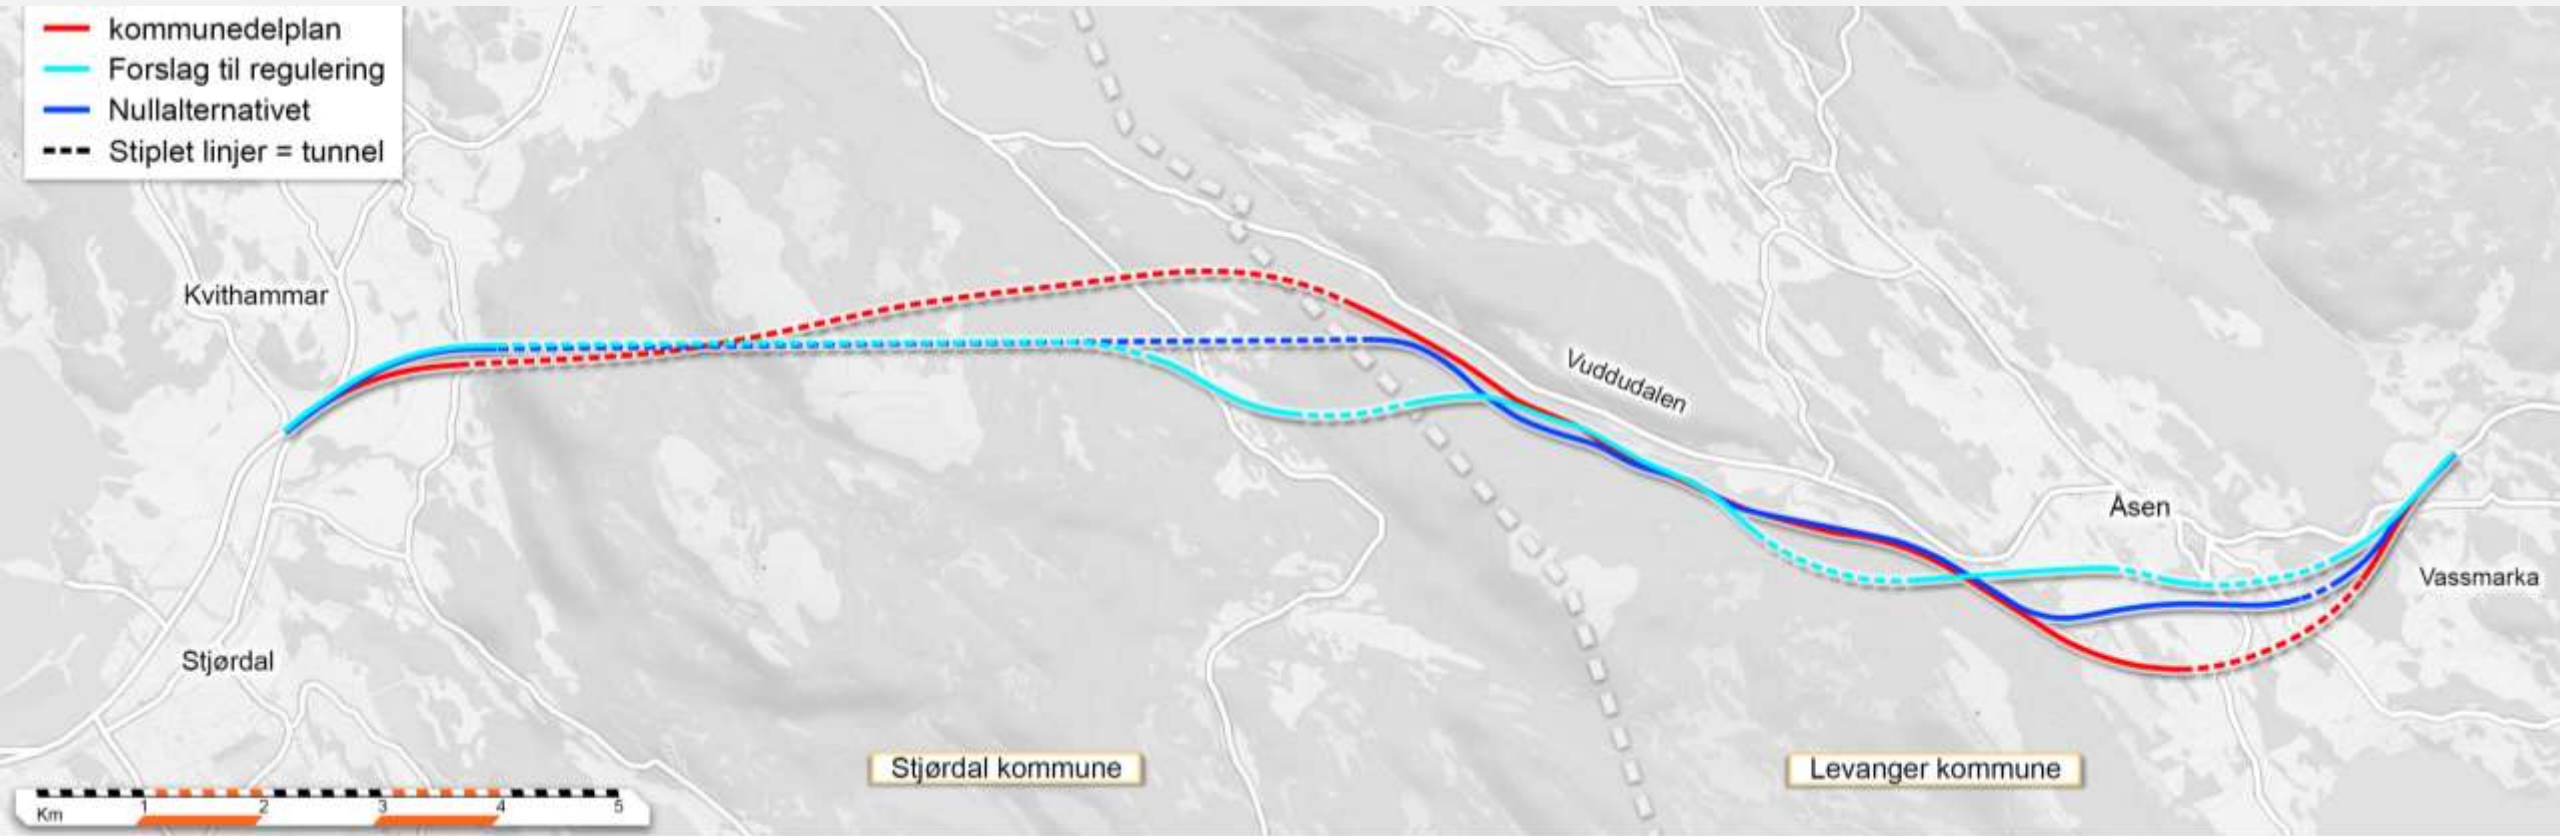 kommunedelplan
Forslag til regulering
Nullalternativet
Stiplet linjer = tunnel
Kvithammar
Vuddudalen
Åsen
Vassmarka
Stjørdal
Stjørdal kommune
Levanger kommune
1 2 3 4 5
Km